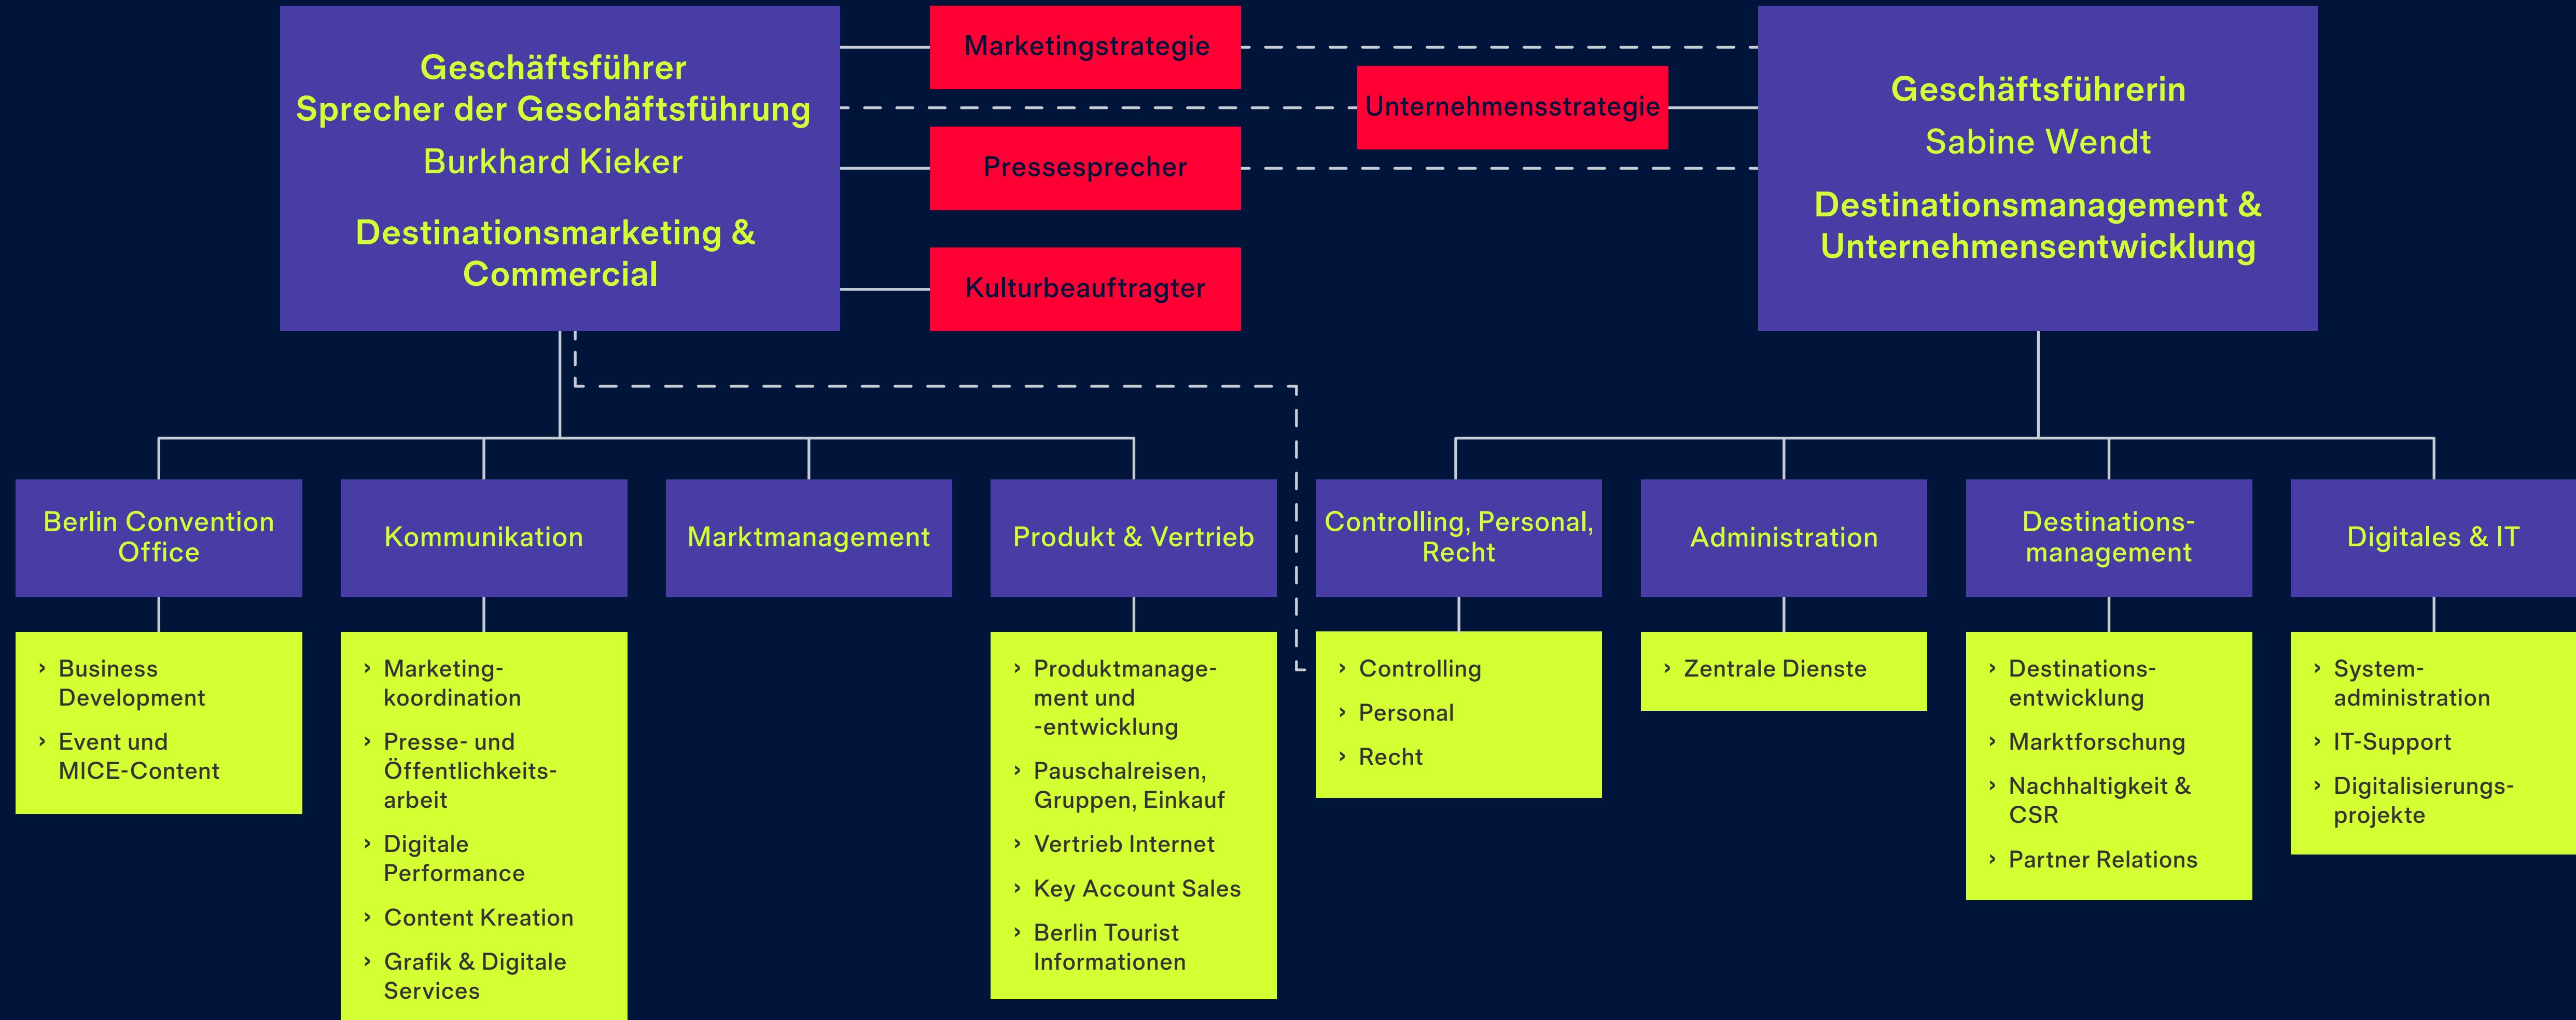 Geschäftsführer
Sprecher der Geschäftsführung
Burkhard Kieker
Destinationsmarketing &
Commercial
Marketingstrategie
Unternehmensstrategie
Pressesprecher
Kulturbeauftragter
Geschäftsführerin
Sabine Wendt
Destinationsmanagement &
Unternehmensentwicklung
Berlin Convention
Office
› Business
Development
› Event und
MICE-Content
Kommunikation
› Marketing-
koordination
› Presse- und
Öffentlichkeits-
arbeit
› Digitale
Performance
› Content Kreation
› Grafik & Digitale
Services
Marktmanagement
Produkt & Vertrieb
› Produktmanage-
ment und
-entwicklung
› Pauschalreisen,
Gruppen, Einkauf
› Vertrieb Internet
› Key Account Sales
› Berlin Tourist
Informationen
Controlling, Personal,
Recht
› Controlling
› Personal
› Recht
Administration
› Zentrale Dienste
Destinations-
management
› Destinations-
entwicklung
› Marktforschung
› Nachhaltigkeit &
CSR
› Partner Relations
Digitales & IT
› System-
administration
› IT-Support
› Digitalisierungs-
projekte